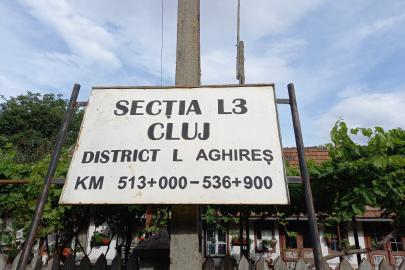 SECȚIA L3
CLUJ
DISTRICT L AGHIREȘ
KM 513+000-536+900